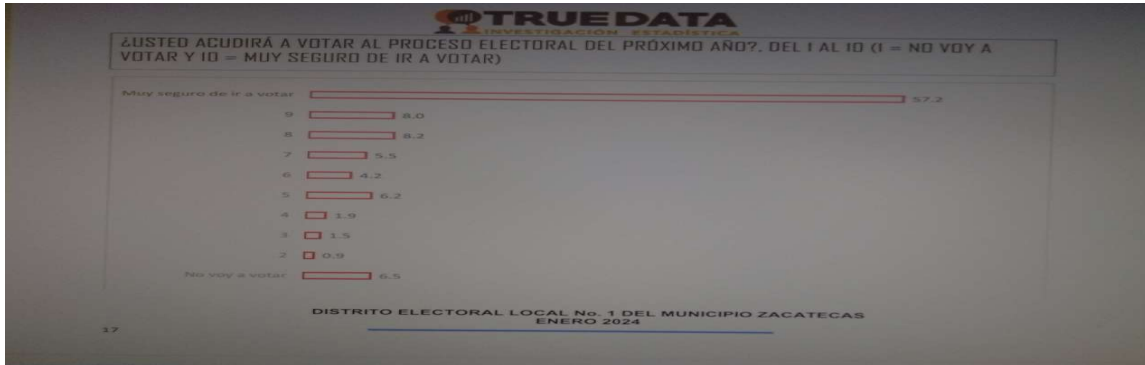 TRUEDATA
INVESTIGACIÓN ESTADÍSTICA
¿USTED ACUDIRÁ A VOTAR AL PROCESO ELECTORAL DEL PRÓXIMO AÑO?, DEL 1 AL 10 (1 = NO VOY A
VOTAR Y 10 = MUY SEGURO DE IR A VOTAR)
Muy seguro de ir a votar 57.2
9 8.0
8 8.2
7 5.5
6 4.2
5 6.2
4 1.9
3 1.5
2 0.9
No voy a votar 6.5
DISTRITO ELECTORAL LOCAL No. 1 DEL MUNICIPIO ZACATECAS
ENERO 2024
17